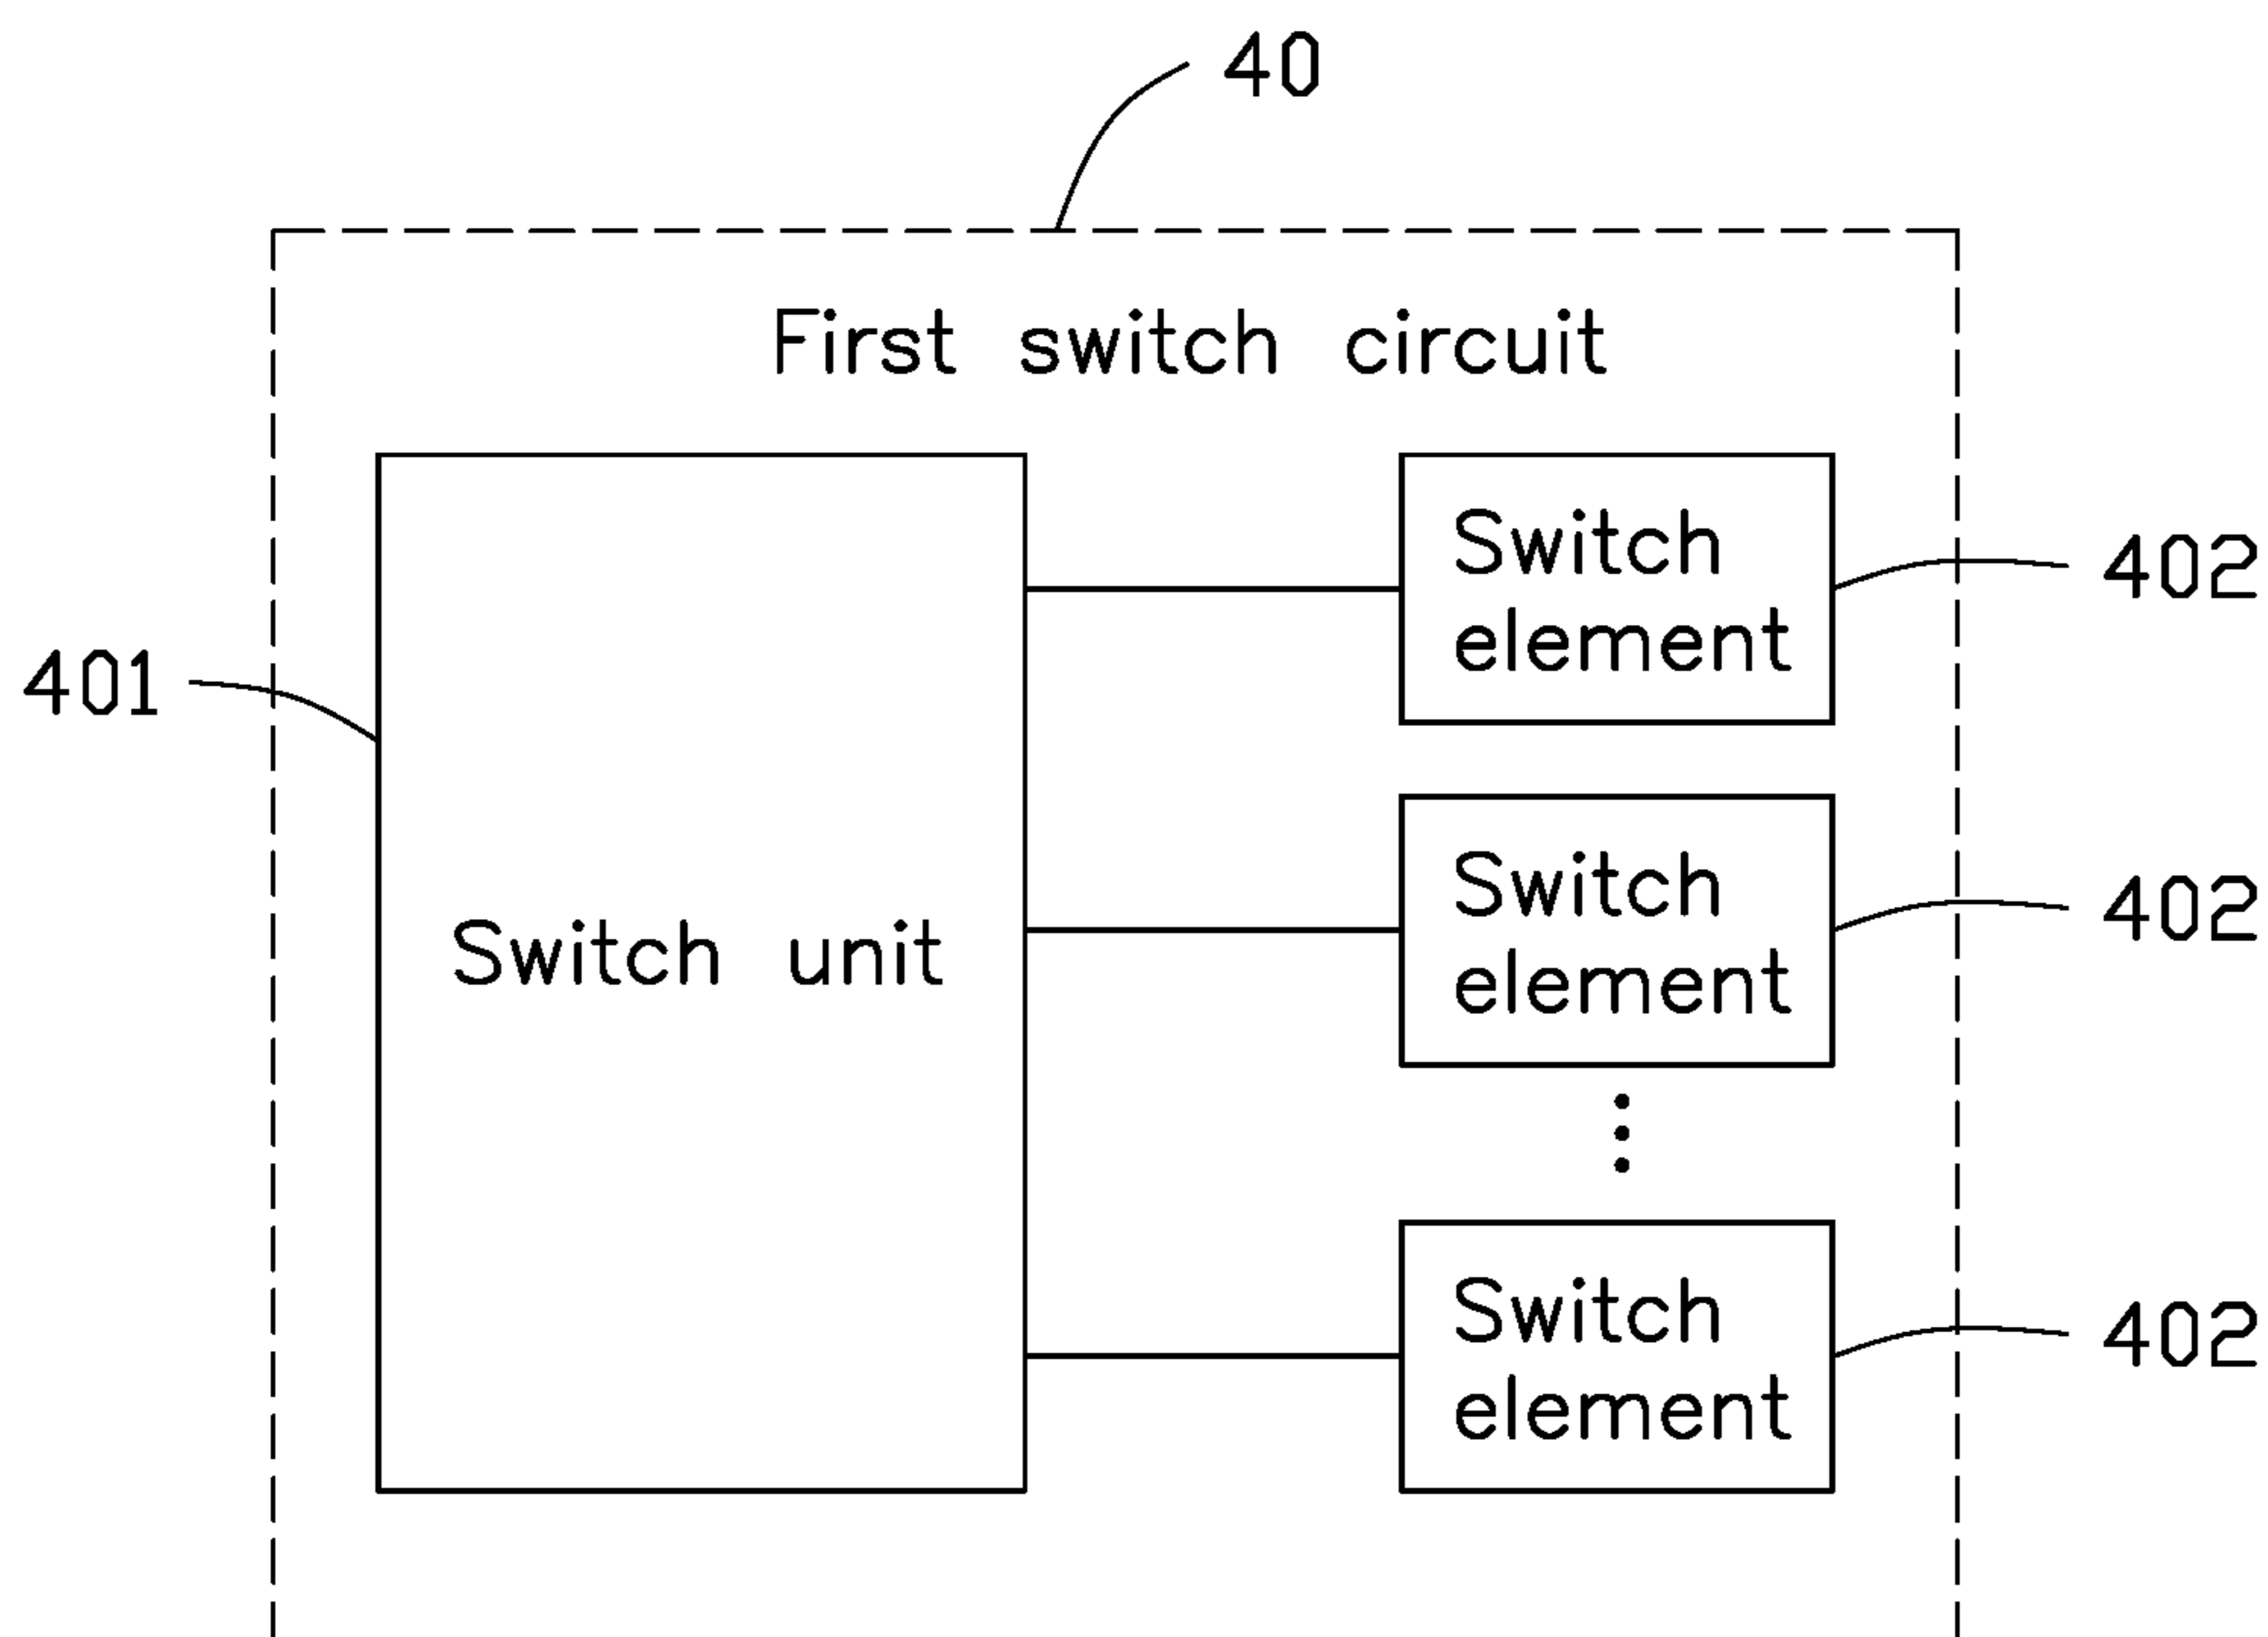 40
First switch circuit
Switch
element
402
401
Switch
element
402
Switch unit
Switch
element
402